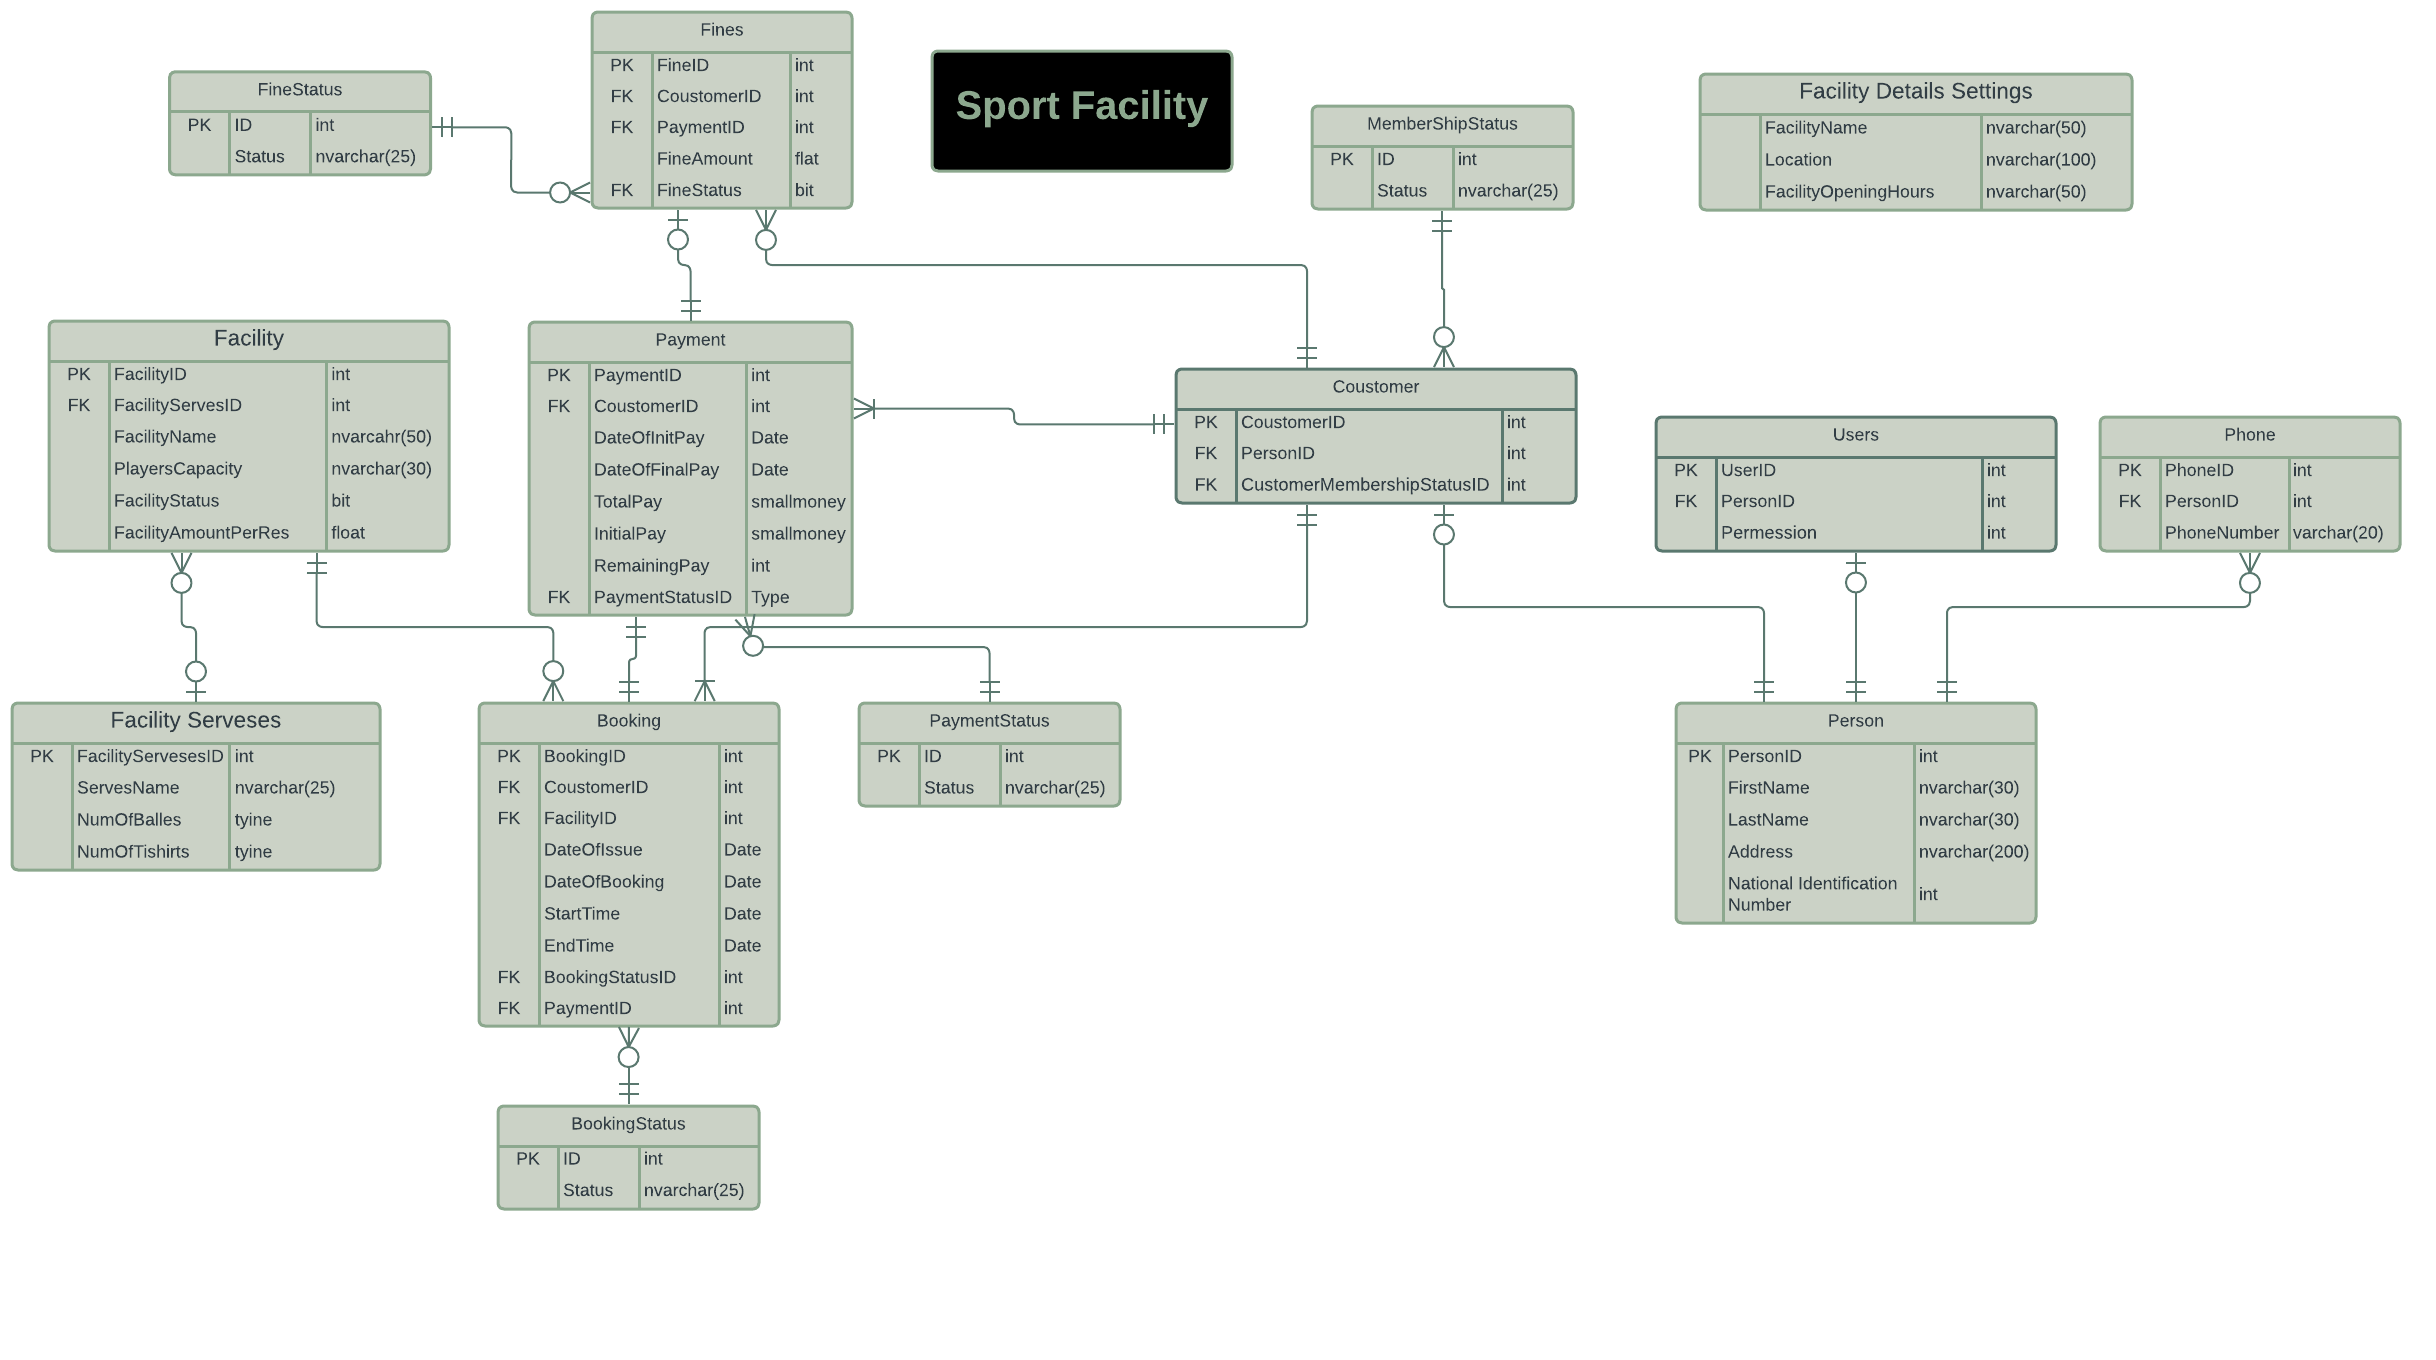 Sport Facility
Fines
PK FineID int
FK CoustomerID int
FK PaymentID int
FineAmount flat
FK FineStatus bit
FineStatus
PK ID int
Status nvarchar(25)
MemberShipStatus
PK ID int
Status nvarchar(25)
Facility Details Settings
FacilityName nvarchar(50)
Location nvarchar(100)
FacilityOpeningHours nvarchar(50)
Facility
PK FacilityID int
FK FacilityServesID int
FacilityName nvarcahr(50)
PlayersCapacity nvarchar(30)
FacilityStatus bit
FacilityAmountPerRes float
Payment
PK PaymentID int
FK CoustomerID int
DateOfInitPay Date
DateOfFinalPay Date
TotalPay smallmoney
InitialPay smallmoney
RemainingPay int
FK PaymentStatusID Type
Coustomer
PK CoustomerID int
FK PersonID int
FK CustomerMembershipStatusID int
Users
PK UserID int
FK PersonID int
Permession int
Phone
PK PhoneID int
FK PersonID int
PhoneNumber varchar(20)
Facility Serveses
PK FacilityServesesID int
ServesName nvarchar(25)
NumOfBalles tyine
NumOfTishirts tyine
Booking
PK BookingID int
FK CoustomerID int
FK FacilityID int
DateOfIssue Date
DateOfBooking Date
StartTime Date
EndTime Date
FK BookingStatusID int
FK PaymentID int
PaymentStatus
PK ID int
Status nvarchar(25)
Person
PK PersonID int
FirstName nvarchar(30)
LastName nvarchar(30)
Address nvarchar(200)
National Identification
Number int
BookingStatus
PK ID int
Status nvarchar(25)